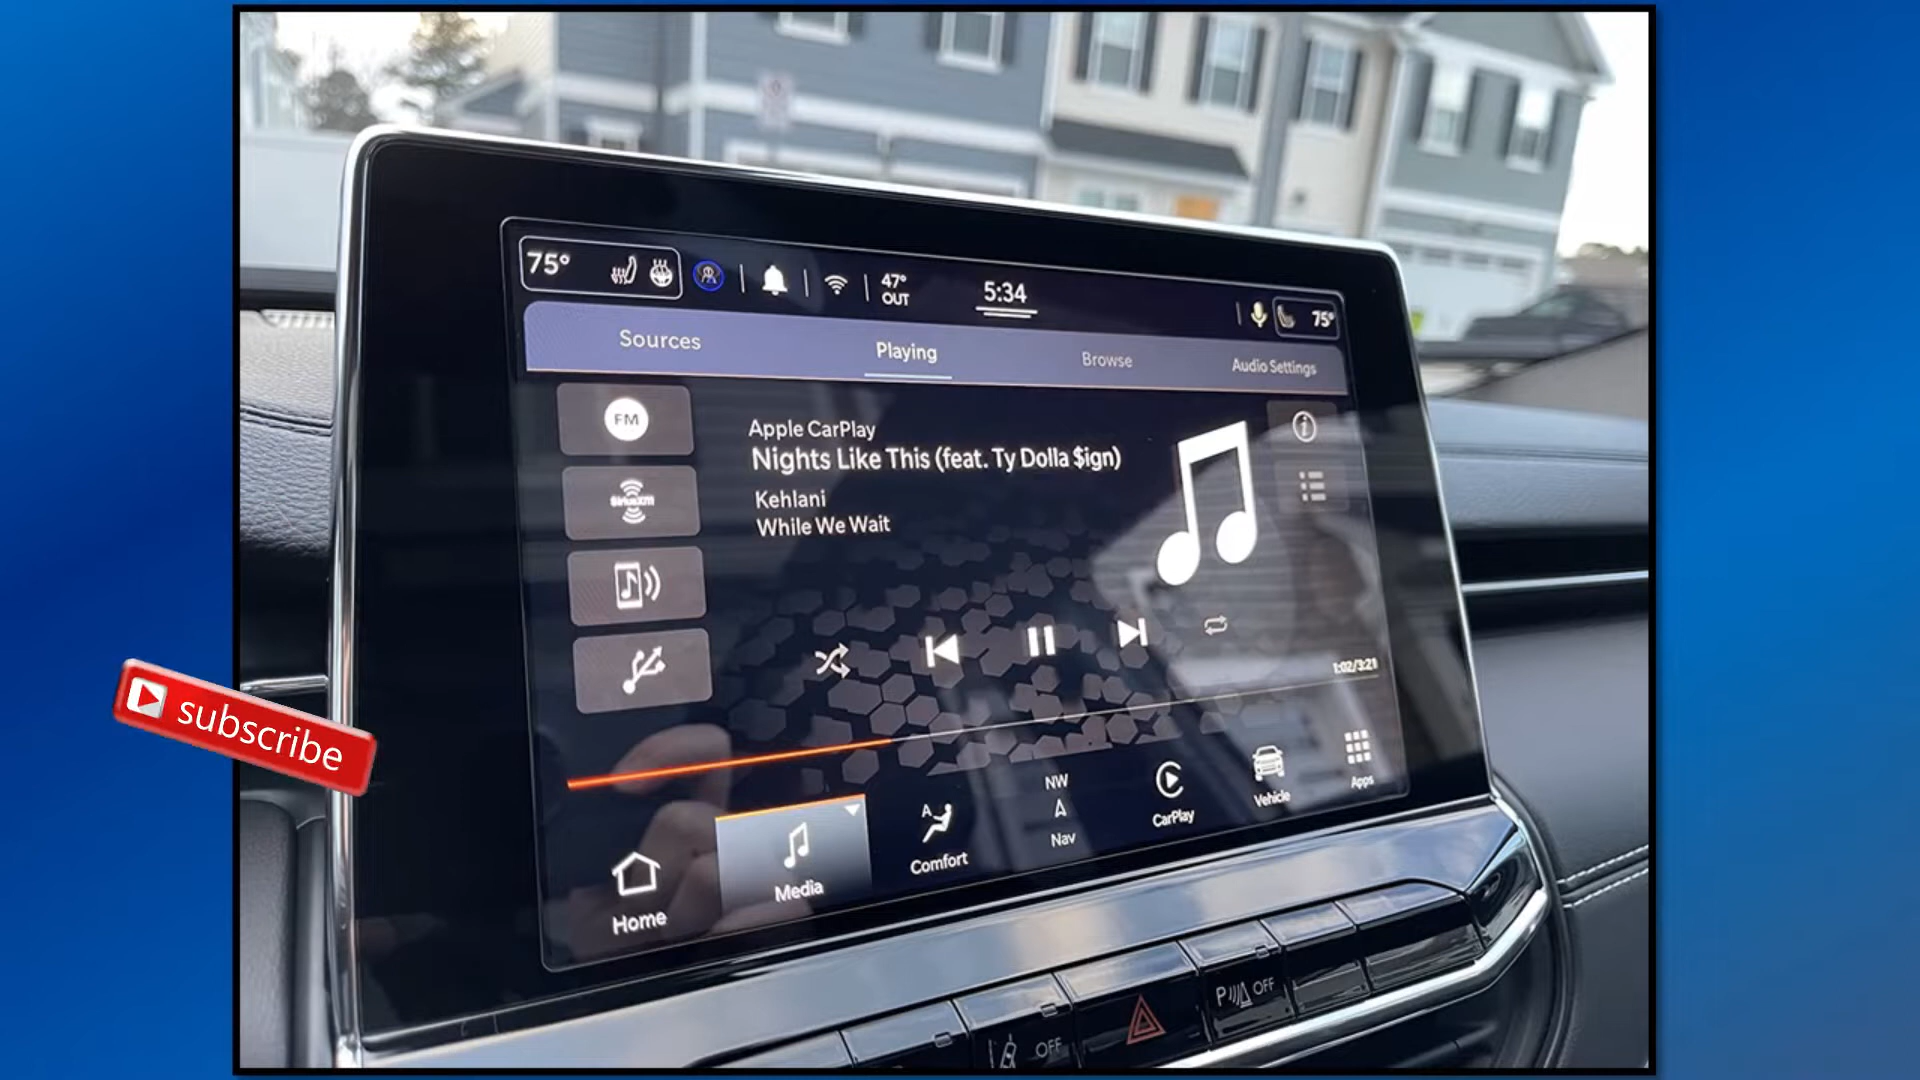 75°
47°
OUT
5:34
75°
Sources
Playing
Browse
Audio Settings
FM
SiriusXM
Apple CarPlay
Nights Like This (feat. Ty Dolla $ign)
Kehlani
While We Wait
1:02/3:21
subscribe
Home
Media
A
Comfort
NW
Nav
CarPlay
Vehicle
Apps
OFF
P OFF